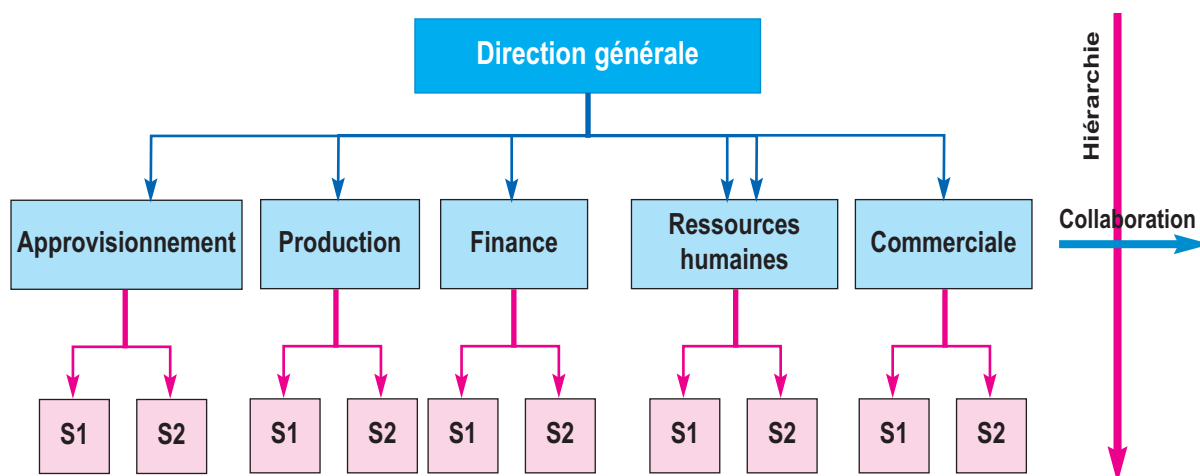 Direction générale
Hiérarchie
Approvisionnement
Production
Finance
Ressources
humaines
Commerciale
Collaboration
S1
S2
S1
S2
S1
S2
S1
S2
S1
S2